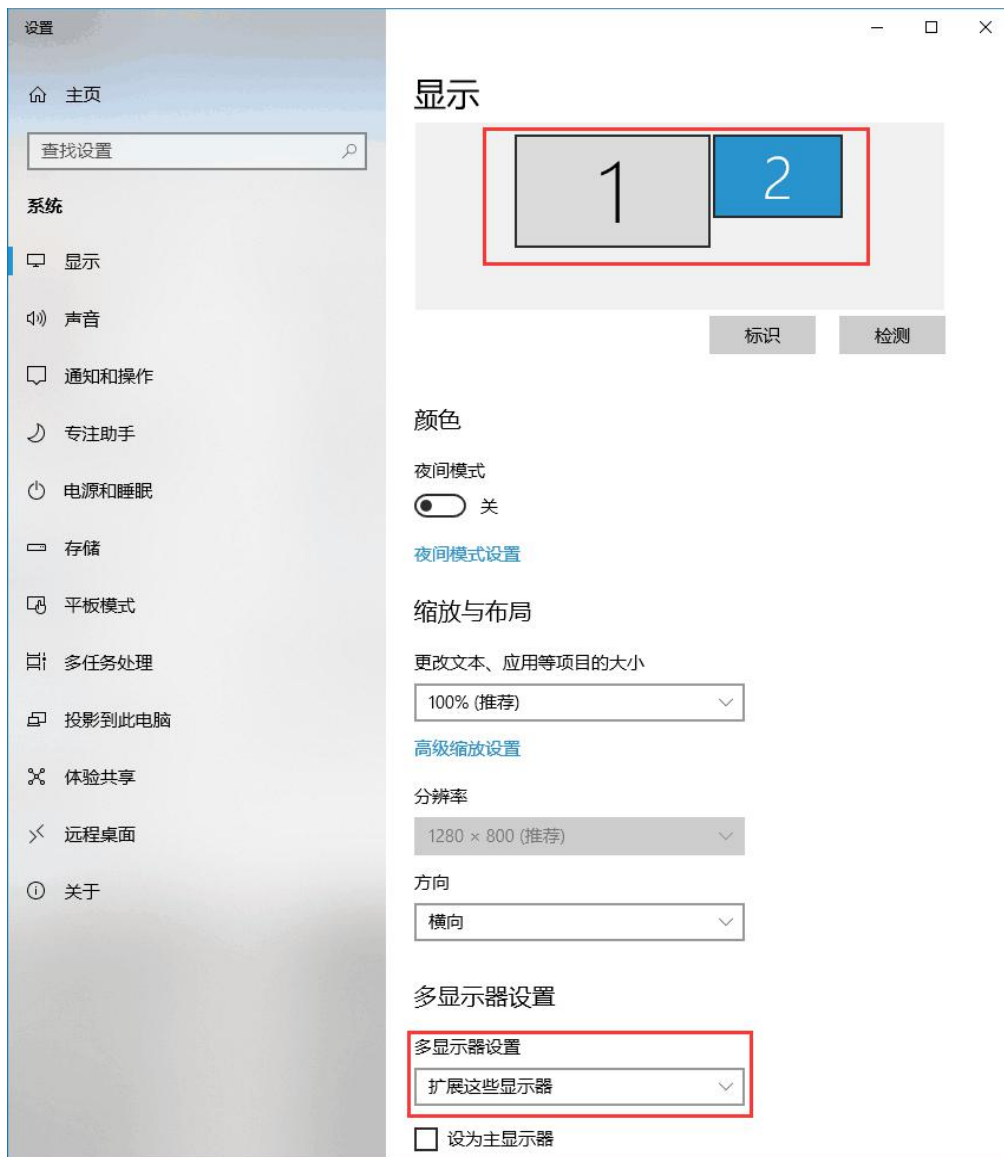 设置
主页
查找设置
系统
显示
声音
通知和操作
专注助手
电源和睡眠
存储
平板模式
多任务处理
投影到此电脑
体验共享
远程桌面
关于
显示
1
2
标识
检测
颜色
夜间模式
关
夜间模式设置
缩放与布局
更改文本、应用等项目的大小
100% (推荐)
高级缩放设置
分辨率
1280 × 800 (推荐)
方向
横向
多显示器设置
多显示器设置
扩展这些显示器
设为主显示器